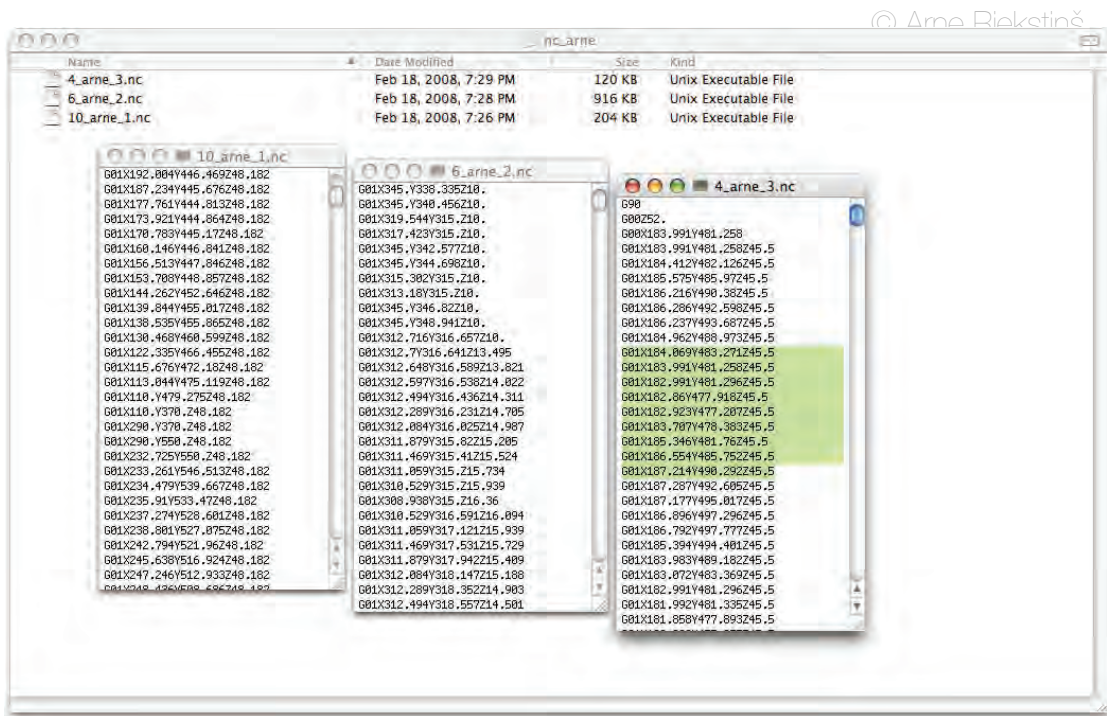 © Arne Riekstiņš
nc_arne
Name Date Modified Size Kind
4_arne_3.nc Feb 18, 2008, 7:29 PM 120 KB Unix Executable File
6_arne_2.nc Feb 18, 2008, 7:28 PM 916 KB Unix Executable File
10_arne_1.nc Feb 18, 2008, 7:26 PM 204 KB Unix Executable File
10_arne_1.nc
G01X192.004Y446.469Z48.182
G01X187.234Y445.676Z48.182
G01X177.761Y444.813Z48.182
G01X173.921Y444.864Z48.182
G01X170.783Y445.17Z48.182
G01X160.146Y446.841Z48.182
G01X156.513Y447.846Z48.182
G01X153.708Y448.857Z48.182
G01X144.262Y452.646Z48.182
G01X139.844Y455.017Z48.182
G01X138.535Y455.865Z48.182
G01X130.468Y460.599Z48.182
G01X122.335Y466.455Z48.182
G01X115.676Y472.18Z48.182
G01X113.044Y475.119Z48.182
G01X110.Y479.275Z48.182
G01X110.Y370.Z48.182
G01X290.Y370.Z48.182
G01X290.Y550.Z48.182
G01X232.725Y550.Z48.182
G01X233.261Y546.513Z48.182
G01X234.479Y539.667Z48.182
G01X235.91Y533.47Z48.182
G01X237.274Y528.601Z48.182
G01X238.801Y527.075Z48.182
G01X242.794Y521.96Z48.182
G01X245.638Y516.924Z48.182
G01X247.246Y512.933Z48.182
6_arne_2.nc
G01X345.Y338.335Z10.
G01X345.Y340.456Z10.
G01X319.544Y315.Z10.
G01X317.423Y315.Z10.
G01X345.Y342.577Z10.
G01X345.Y344.698Z10.
G01X315.302Y315.Z10.
G01X313.18Y315.Z10.
G01X345.Y346.82Z10.
G01X345.Y348.941Z10.
G01X312.716Y316.657Z10.
G01X312.7Y316.641Z13.495
G01X312.648Y316.589Z13.821
G01X312.597Y316.538Z14.022
G01X312.494Y316.436Z14.311
G01X312.289Y316.231Z14.705
G01X312.084Y316.025Z14.987
G01X311.879Y315.82Z15.205
G01X311.469Y315.41Z15.524
G01X311.059Y315.Z15.734
G01X310.529Y315.Z15.939
G01X308.938Y315.Z16.36
G01X310.529Y316.591Z16.094
G01X311.059Y317.121Z15.939
G01X311.469Y317.531Z15.729
G01X311.879Y317.942Z15.409
G01X312.084Y318.147Z15.188
G01X312.289Y318.352Z14.903
G01X312.494Y318.557Z14.501
4_arne_3.nc
G90
G00Z52.
G00X183.991Y481.258
G01X183.991Y481.258Z45.5
G01X184.412Y482.126Z45.5
G01X185.575Y485.97Z45.5
G01X186.216Y490.38Z45.5
G01X186.286Y492.598Z45.5
G01X186.237Y493.687Z45.5
G01X184.962Y488.973Z45.5
G01X184.069Y483.271Z45.5
G01X183.991Y481.258Z45.5
G01X182.991Y481.296Z45.5
G01X182.86Y477.918Z45.5
G01X182.923Y477.207Z45.5
G01X183.707Y478.383Z45.5
G01X185.346Y481.76Z45.5
G01X186.554Y485.752Z45.5
G01X187.214Y490.292Z45.5
G01X187.287Y492.605Z45.5
G01X187.177Y495.017Z45.5
G01X186.896Y497.296Z45.5
G01X186.792Y497.777Z45.5
G01X185.394Y494.401Z45.5
G01X183.983Y489.182Z45.5
G01X183.072Y483.369Z45.5
G01X182.991Y481.296Z45.5
G01X181.992Y481.335Z45.5
G01X181.858Y477.893Z45.5